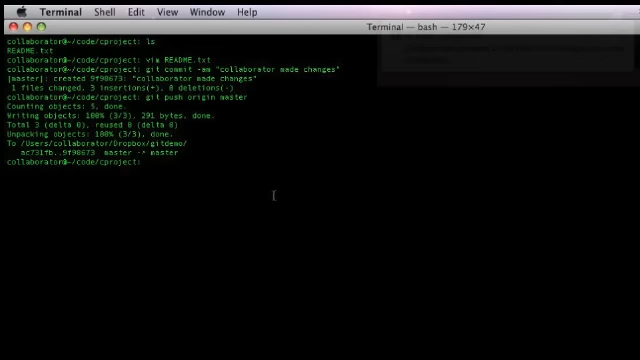 Terminal Shell Edit View Window Help
Terminal — bash — 179×47
collaborator@~/code/cproject: ls
README.txt
collaborator@~/code/cproject: vim README.txt
collaborator@~/code/cproject: git commit -am "collaborator made changes"
[master]: created 9f98673: "collaborator made changes"
1 files changed, 3 insertions(+), 0 deletions(-)
collaborator@~/code/cproject: git push origin master
Counting objects: 5, done.
Writing objects: 100% (3/3), 291 bytes, done.
Total 3 (delta 0), reused 0 (delta 0)
Unpacking objects: 100% (3/3), done.
To /Users/collaborator/Dropbox/gitdemo/
ac731fb..9f98673 master -> master
collaborator@~/code/cproject: